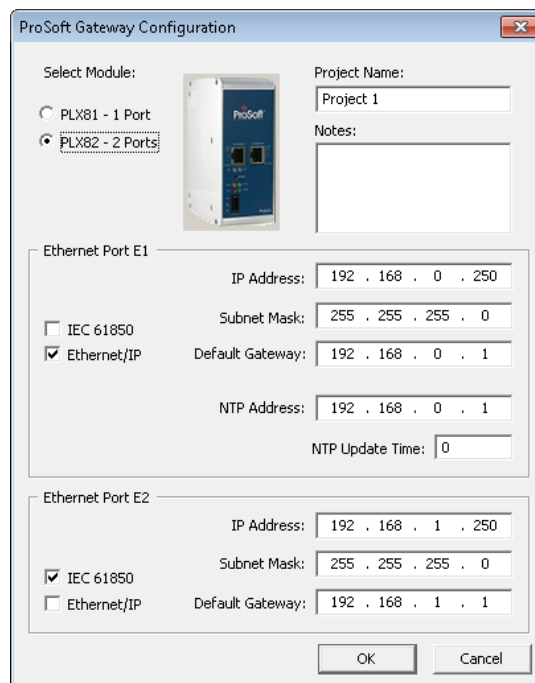 ProSoft Gateway Configuration
Select Module:
PLX81 - 1 Port
PLX82 - 2 Ports
ProSoft
Project Name:
Project 1
Notes:
Ethernet Port E1
IP Address: 192 . 168 . 0 . 250
Subnet Mask: 255 . 255 . 255 . 0
IEC 61850
Ethernet/IP
Default Gateway: 192 . 168 . 0 . 1
NTP Address: 192 . 168 . 0 . 1
NTP Update Time: 0
Ethernet Port E2
IP Address: 192 . 168 . 1 . 250
Subnet Mask: 255 . 255 . 255 . 0
IEC 61850
Ethernet/IP
Default Gateway: 192 . 168 . 1 . 1
OK
Cancel